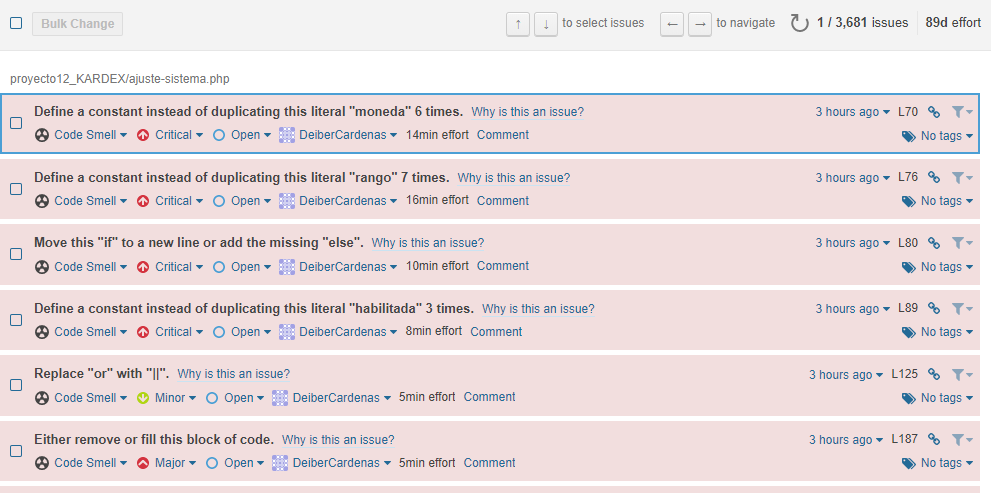 Bulk Change ↑ ↓ to select issues ← → to navigate 1 / 3,681 issues 89d effort
proyecto12_KARDEX/ajuste-sistema.php
Define a constant instead of duplicating this literal "moneda" 6 times. Why is this an issue? 3 hours ago L70
Code Smell Critical Open DeiberCardenas 14min effort Comment No tags
Define a constant instead of duplicating this literal "rango" 7 times. Why is this an issue? 3 hours ago L76
Code Smell Critical Open DeiberCardenas 16min effort Comment No tags
Move this "if" to a new line or add the missing "else". Why is this an issue? 3 hours ago L80
Code Smell Critical Open DeiberCardenas 10min effort Comment No tags
Define a constant instead of duplicating this literal "habilitada" 3 times. Why is this an issue? 3 hours ago L89
Code Smell Critical Open DeiberCardenas 8min effort Comment No tags
Replace "or" with "||". Why is this an issue? 3 hours ago L125
Code Smell Minor Open DeiberCardenas 5min effort Comment No tags
Either remove or fill this block of code. Why is this an issue? 3 hours ago L187
Code Smell Major Open DeiberCardenas 5min effort Comment No tags